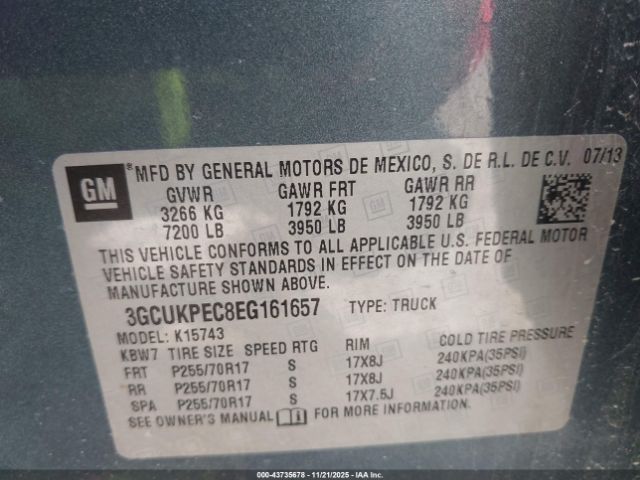 GM ® MFD BY GENERAL MOTORS DE MEXICO, S. DE R.L. DE C.V. 07/13
GVWR GAWR FRT GAWR RR
3266 KG 1792 KG 1792 KG
7200 LB 3950 LB 3950 LB
THIS VEHICLE CONFORMS TO ALL APPLICABLE U.S. FEDERAL MOTOR
VEHICLE SAFETY STANDARDS IN EFFECT ON THE DATE OF
MANUFACTURE SHOWN ABOVE.
3GCUKPEC8EG161657 TYPE: TRUCK
MODEL: K15743
KBW7 TIRE SIZE SPEED RTG RIM COLD TIRE PRESSURE
FRT P255/70R17 S 17X8J 240KPA(35PSI)
RR P255/70R17 S 17X8J 240KPA(35PSI)
SPA P255/70R17 S 17X7.5J 240KPA(35PSI)
SEE OWNER'S MANUAL FOR MORE INFORMATION.
000-43735678 - 11/21/2025 - IAA Inc.